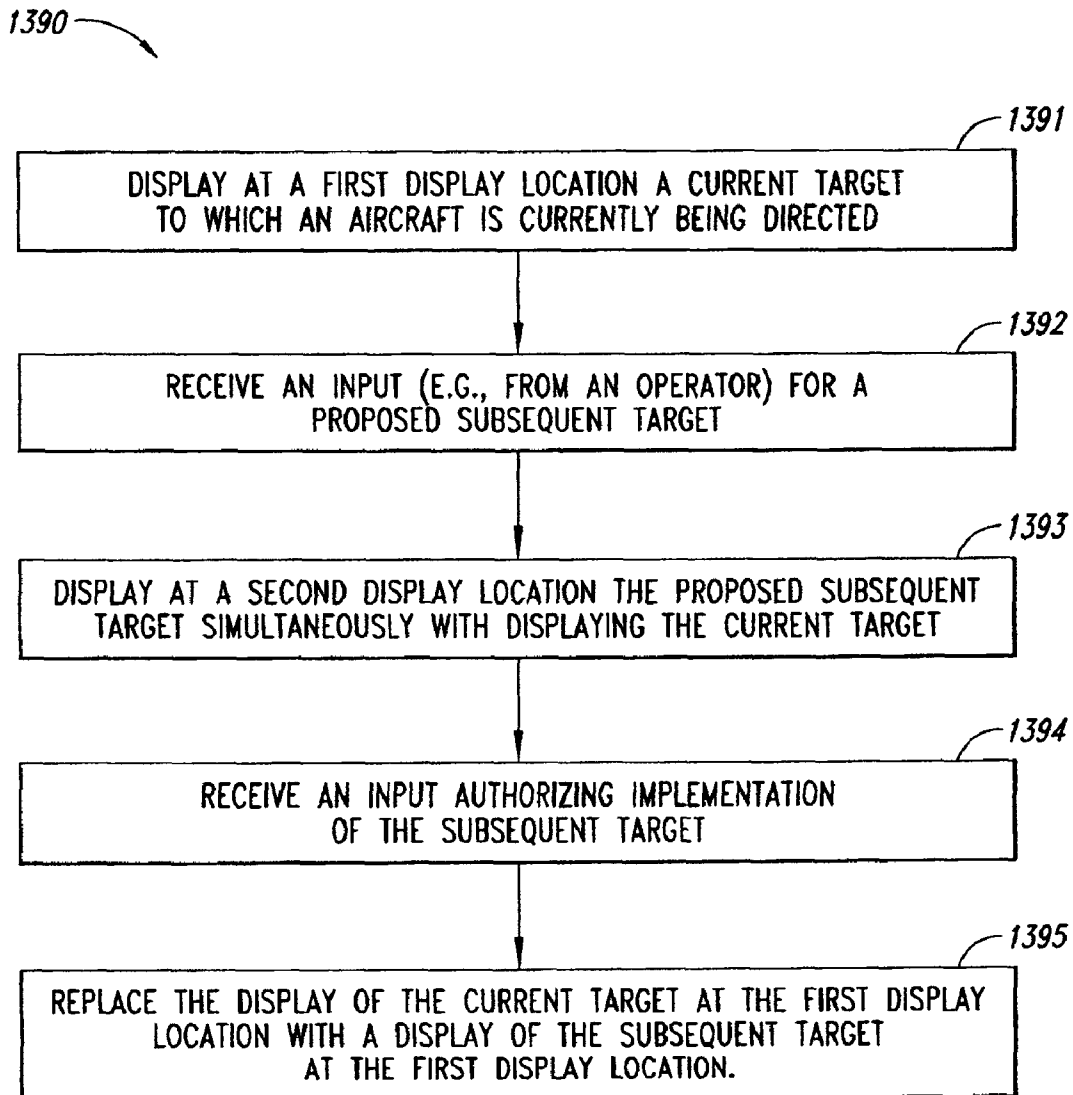 1390
1391
DISPLAY AT A FIRST DISPLAY LOCATION A CURRENT TARGET
TO WHICH AN AIRCRAFT IS CURRENTLY BEING DIRECTED
1392
RECEIVE AN INPUT (E.G., FROM AN OPERATOR) FOR A
PROPOSED SUBSEQUENT TARGET
1393
DISPLAY AT A SECOND DISPLAY LOCATION THE PROPOSED SUBSEQUENT
TARGET SIMULTANEOUSLY WITH DISPLAYING THE CURRENT TARGET
1394
RECEIVE AN INPUT AUTHORIZING IMPLEMENTATION
OF THE SUBSEQUENT TARGET
1395
REPLACE THE DISPLAY OF THE CURRENT TARGET AT THE FIRST DISPLAY
LOCATION WITH A DISPLAY OF THE SUBSEQUENT TARGET
AT THE FIRST DISPLAY LOCATION.